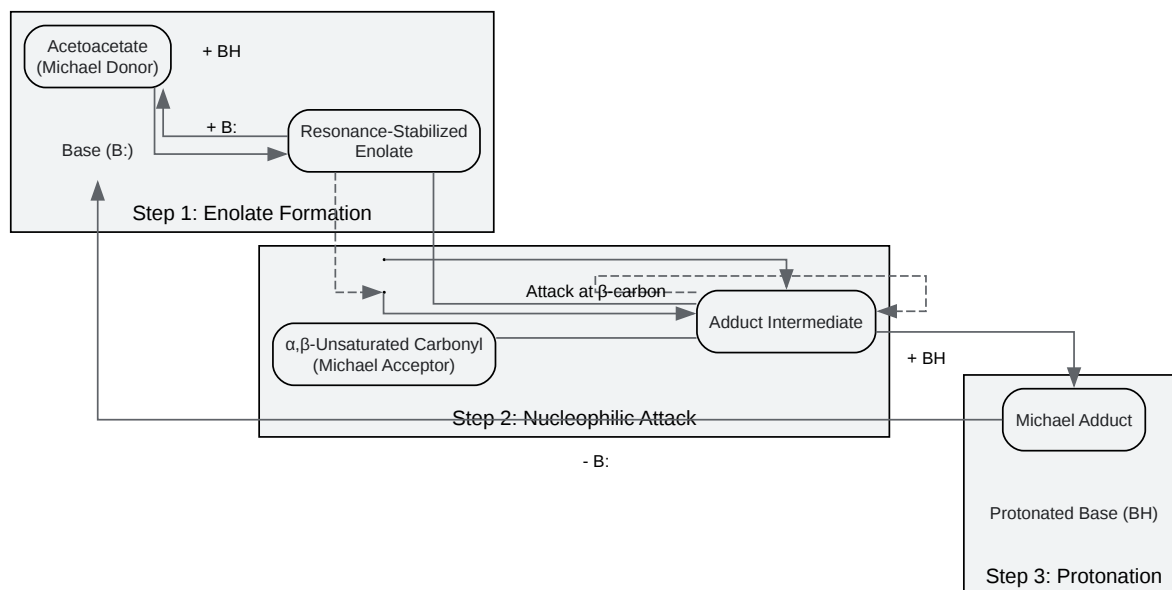 Acetoacetate
(Michael Donor)
+ BH
+ B:
Base (B:)
Resonance-Stabilized
Enolate
Step 1: Enolate Formation
Attack at β-carbon
Adduct Intermediate
α,β-Unsaturated Carbonyl
(Michael Acceptor)
+ BH
Step 2: Nucleophilic Attack
Michael Adduct
- B:
Protonated Base (BH)
Step 3: Protonation